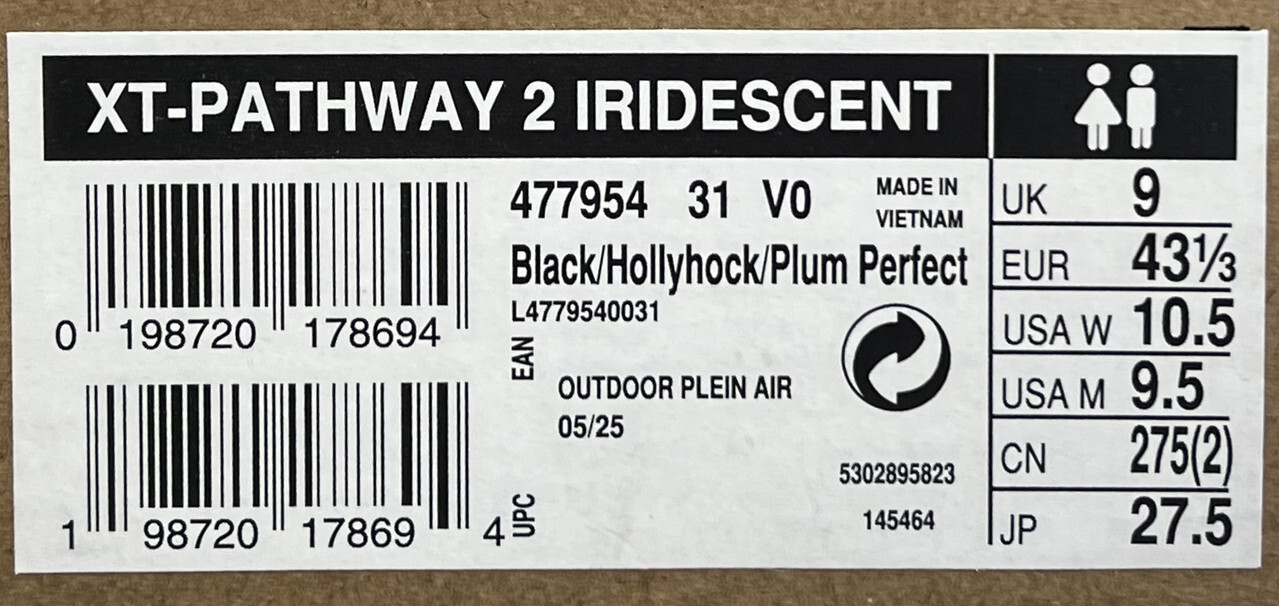 XT-PATHWAY 2 IRIDESCENT
0 198720 178694
1 98720 17869 4
EAN
UPC
477954 31 V0
MADE IN
VIETNAM
Black/Hollyhock/Plum Perfect
L4779540031
OUTDOOR PLEIN AIR
05/25
5302895823
145464
UK 9
EUR 43⅓
USA W 10.5
USA M 9.5
CN 275(2)
JP 27.5